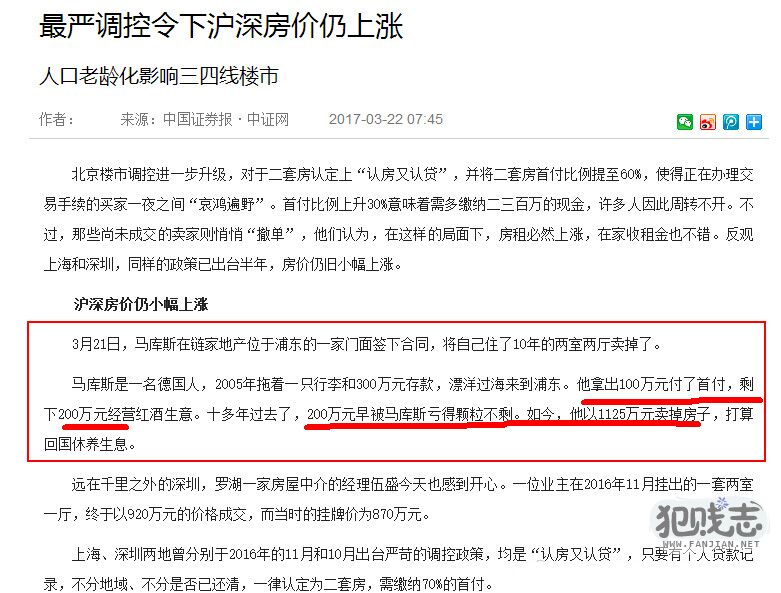 最严调控令下沪深房价仍上涨
人口老龄化影响三四线楼市
作者： 来源：中国证券报·中证网 2017-03-22 07:45
北京楼市调控进一步升级，对于二套房认定上“认房又认贷”，并将二套房首付比例提至60%，使得正在办理交
易手续的买家一夜之间“哀鸿遍野”。首付比例上升30%意味着需多缴纳二三百万的现金，许多人因此周转不开。不
过，那些尚未成交的卖家则悄悄“撤单”，他们认为，在这样的局面下，房租必然上涨，在家收租金也不错。反观
上海和深圳，同样的政策已出台半年，房价仍旧小幅上涨。
沪深房价仍小幅上涨
3月21日，马库斯在链家地产位于浦东的一家门面签下合同，将自己住了10年的两室两厅卖掉了。
马库斯是一名德国人，2005年拖着一只行李和300万元存款，漂洋过海来到浦东。他拿出100万元付了首付，剩
下200万元经营红酒生意。十多年过去了，200万元早被马库斯亏得颗粒不剩。如今，他以1125万元卖掉房子，打算
回国休养生息。
远在千里之外的深圳，罗湖一家房屋中介的经理伍盛今天也感到开心。一位业主在2016年11月挂出的一套两室
一厅，终于以920万元的价格成交，而当时的挂牌价为870万元。
上海、深圳两地曾分别于2016年的11月和10月出台严苛的调控政策，均是“认房又认贷”，只要有个人贷款记
录，不分地域、不分是否已还清，一律认定为二套房，需缴纳70%的首付。
犯贱志
WWW.FANJIAN.NET